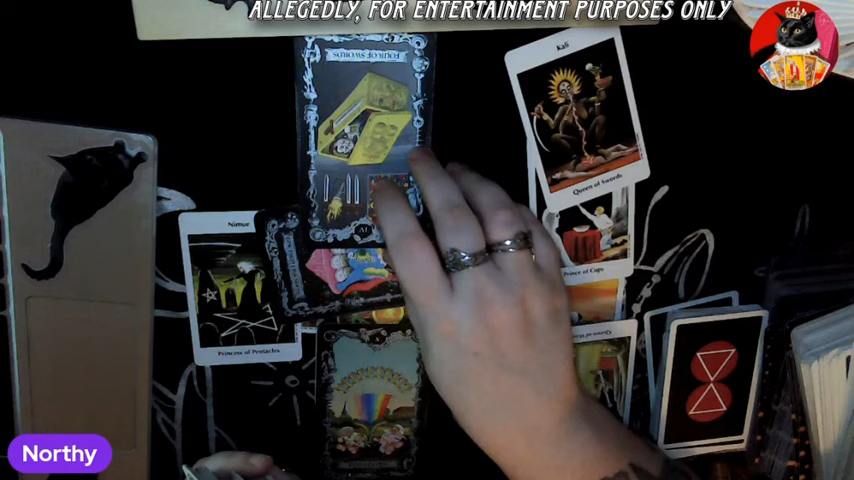 ALLEGEDLY, FOR ENTERTAINMENT PURPOSES ONLY
Kali
FOUR OF SWORDS
Queen of Swords
Nimue
Prince of Cups
Princess of Pentacles
IV
Northy